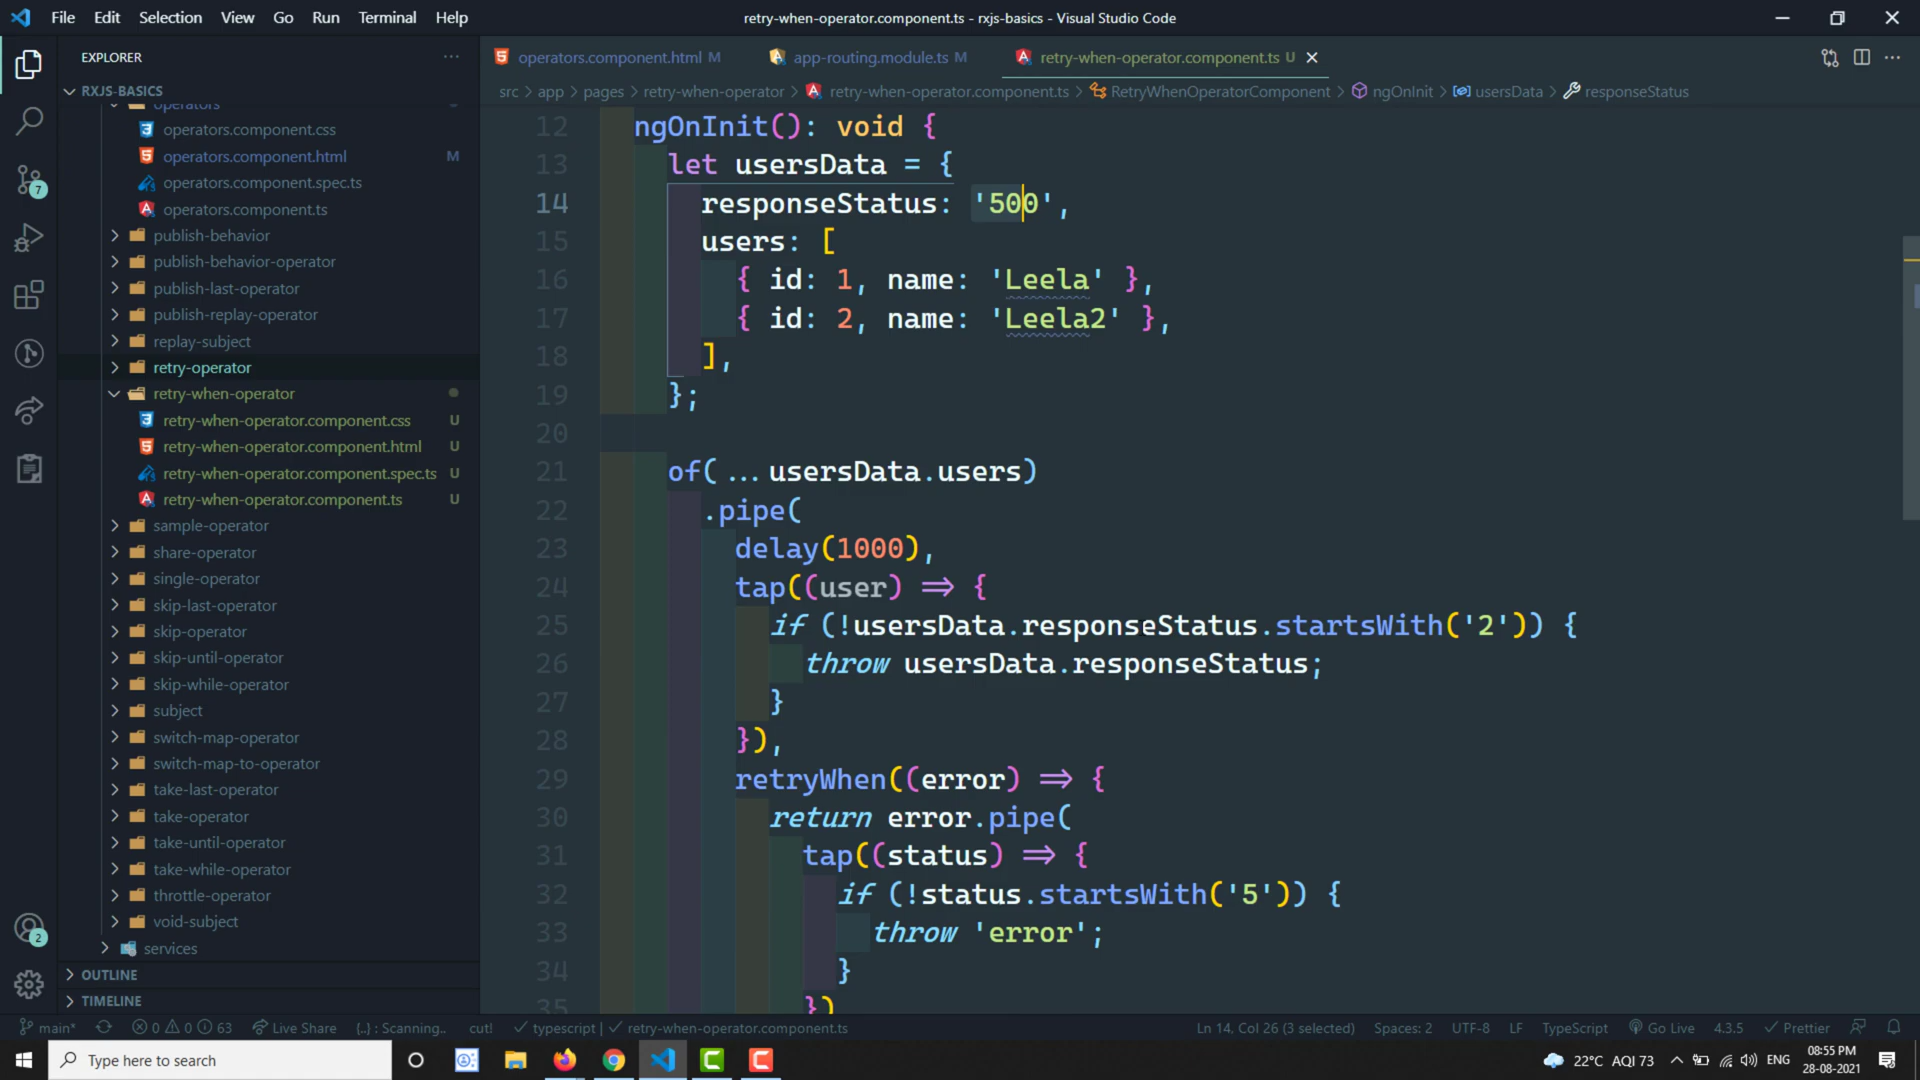 File Edit Selection View Go Run Terminal Help
retry-when-operator.component.ts - rxjs-basics - Visual Studio Code
EXPLORER
RXJS-BASICS
operators
operators.component.css
operators.component.html M
operators.component.spec.ts
operators.component.ts
publish-behavior
publish-behavior-operator
publish-last-operator
publish-replay-operator
replay-subject
retry-operator
retry-when-operator
retry-when-operator.component.css U
retry-when-operator.component.html U
retry-when-operator.component.spec.ts U
retry-when-operator.component.ts U
sample-operator
share-operator
single-operator
skip-last-operator
skip-operator
skip-until-operator
skip-while-operator
subject
switch-map-operator
switch-map-to-operator
take-last-operator
take-operator
take-until-operator
take-while-operator
throttle-operator
void-subject
services
OUTLINE
TIMELINE
7
2
operators.component.html M
app-routing.module.ts M
retry-when-operator.component.ts U
src > app > pages > retry-when-operator > retry-when-operator.component.ts > RetryWhenOperatorComponent > ngOnInit > usersData > responseStatus
12 ngOnInit(): void {
13 let usersData = {
14 responseStatus: '500',
15 users: [
16 { id: 1, name: 'Leela' },
17 { id: 2, name: 'Leela2' },
18 ],
19 };
20
21 of(...usersData.users)
22 .pipe(
23 delay(1000),
24 tap((user) => {
25 if (!usersData.responseStatus.startsWith('2')) {
26 throw usersData.responseStatus;
27 }
28 }),
29 retryWhen((error) => {
30 return error.pipe(
31 tap((status) => {
32 if (!status.startsWith('5')) {
33 throw 'error';
34 }
35 })
main* 0 0 63 Live Share {..} : Scanning.. cut! typescript | retry-when-operator.component.ts
Ln 14, Col 26 (3 selected) Spaces: 2 UTF-8 LF TypeScript Go Live 4.3.5 Prettier
Type here to search
22°C AQI 73 ENG
08:55 PM
28-08-2021